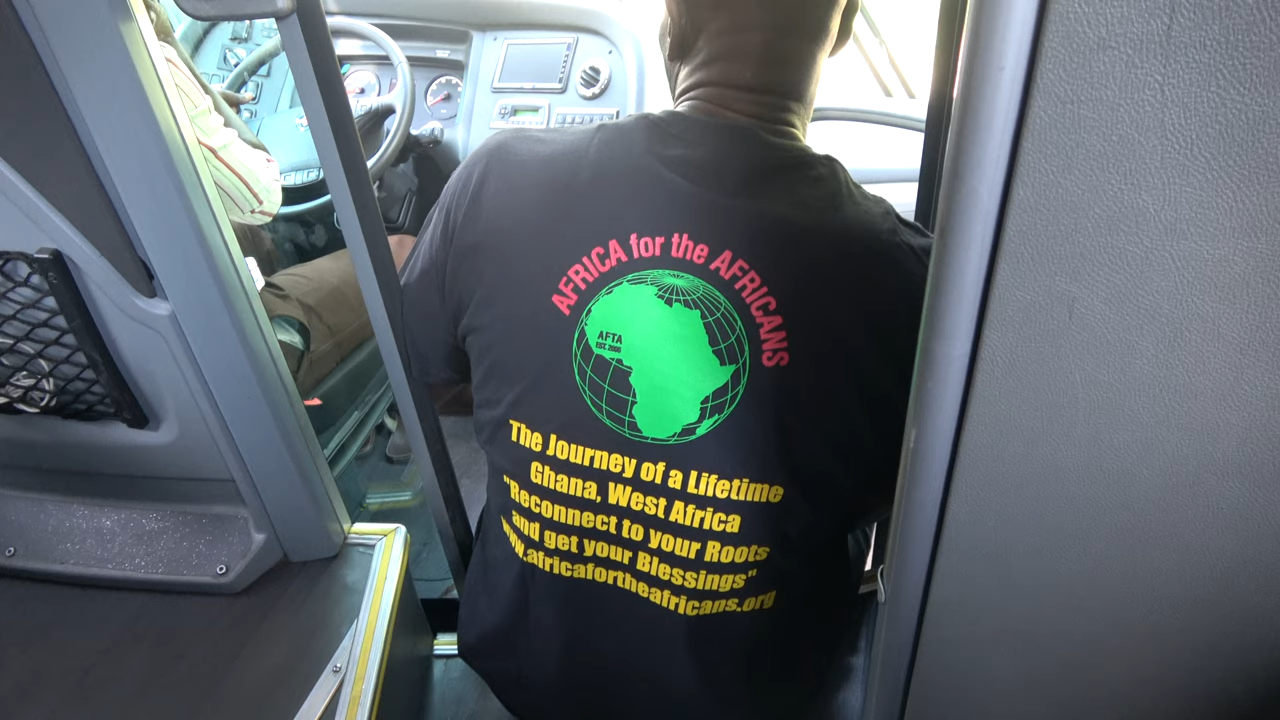 AFRICA for the AFRICANS
AFTA
EST. 2006
The Journey of a Lifetime
Ghana, West Africa
"Reconnect to your Roots
and get your Blessings"
www.africafortheafricans.org